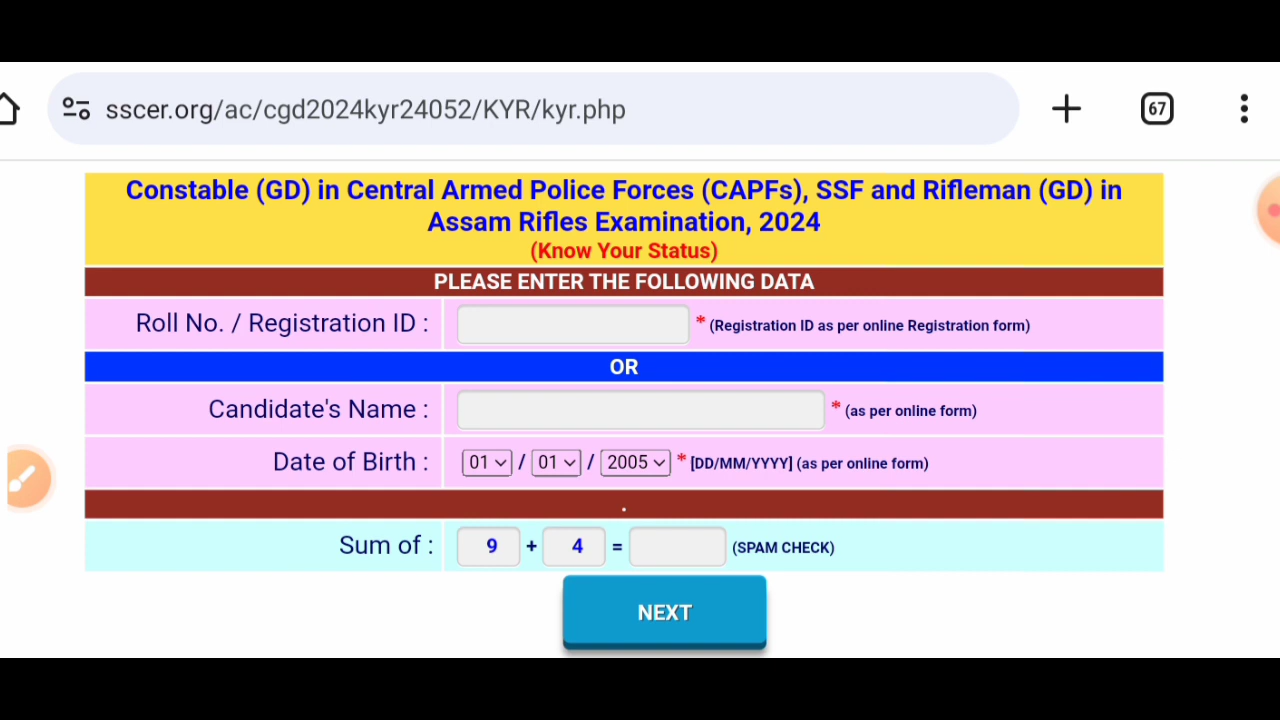 sscer.org/ac/cgd2024kyr24052/KYR/kyr.php
67
Constable (GD) in Central Armed Police Forces (CAPFs), SSF and Rifleman (GD) in
Assam Rifles Examination, 2024
(Know Your Status)
PLEASE ENTER THE FOLLOWING DATA
Roll No. / Registration ID : * (Registration ID as per online Registration form)
OR
Candidate's Name : * (as per online form)
Date of Birth : 01 / 01 / 2005 * [DD/MM/YYYY] (as per online form)
.
Sum of : 9 + 4 = (SPAM CHECK)
NEXT